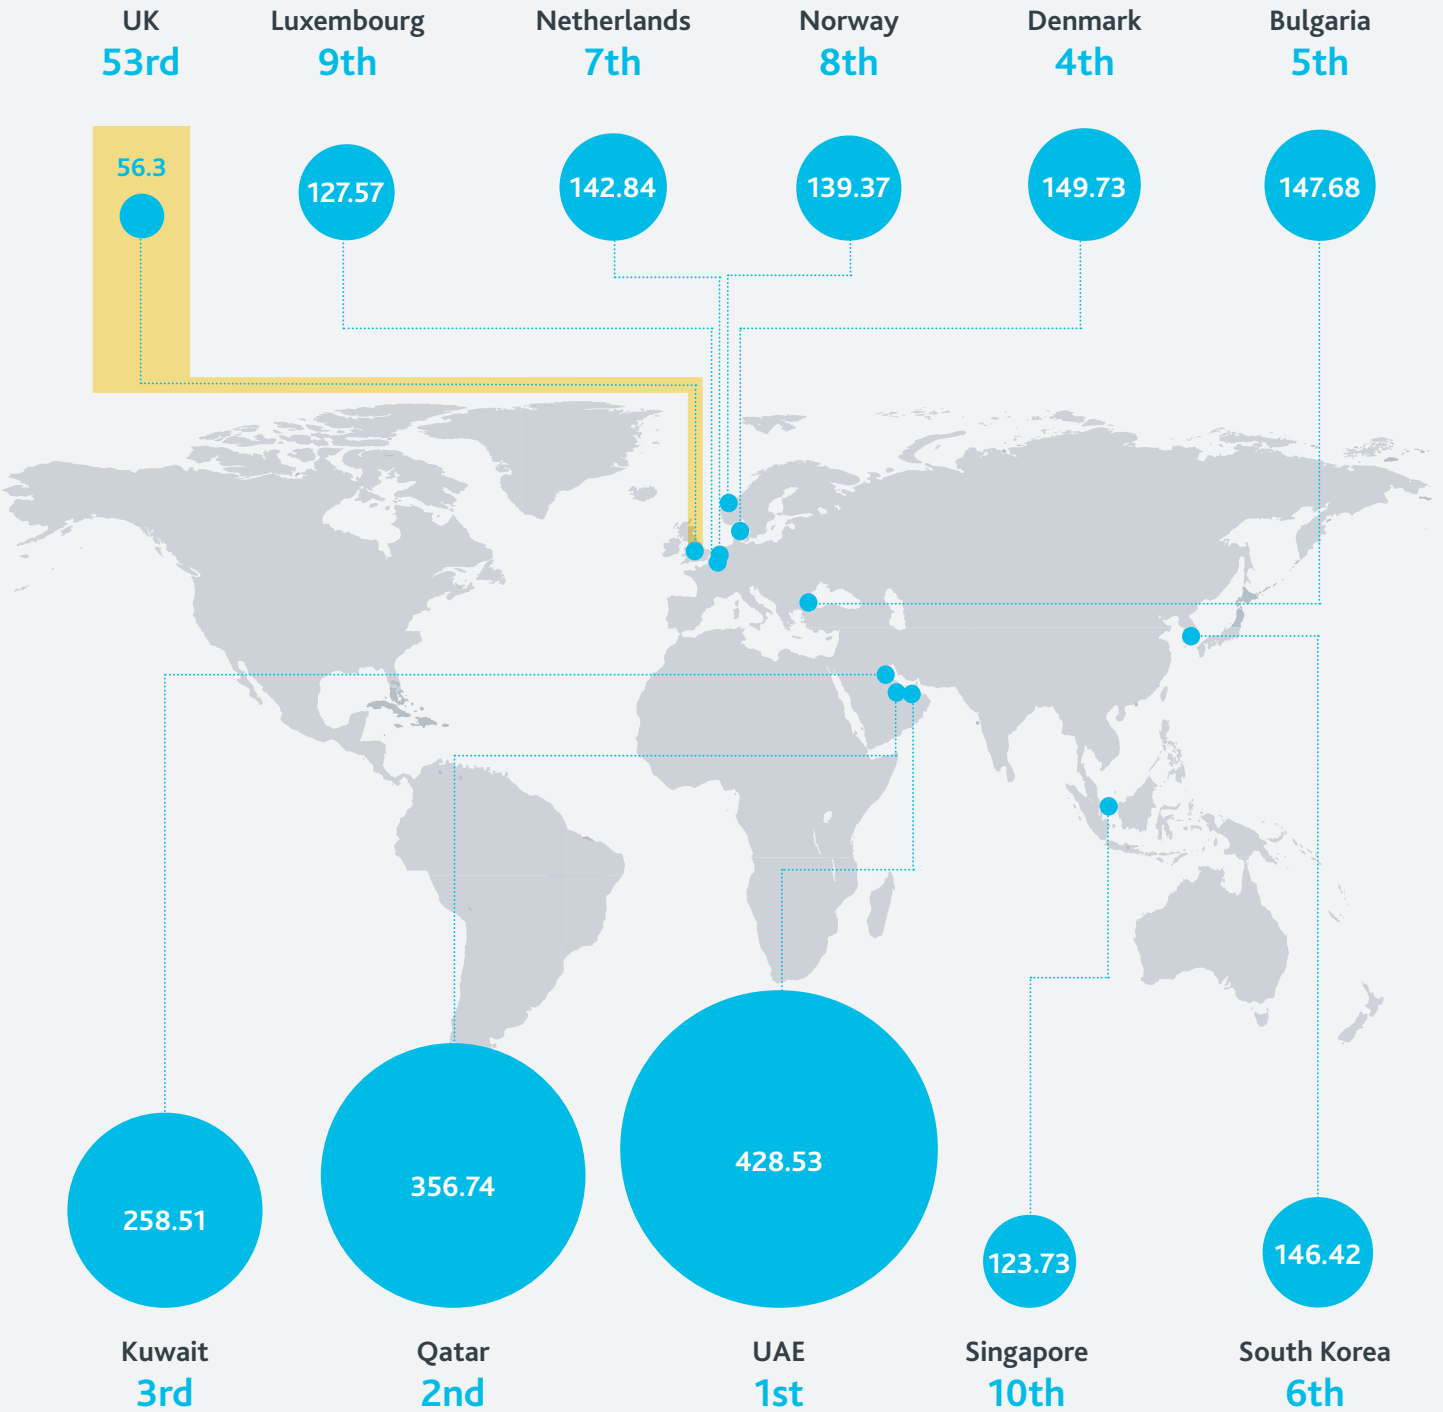 UK
53rd
56.3
Luxembourg
9th
127.57
Netherlands
7th
142.84
Norway
8th
139.37
Denmark
4th
149.73
Bulgaria
5th
147.68
258.51
Kuwait
3rd
356.74
Qatar
2nd
428.53
UAE
1st
123.73
Singapore
10th
146.42
South Korea
6th